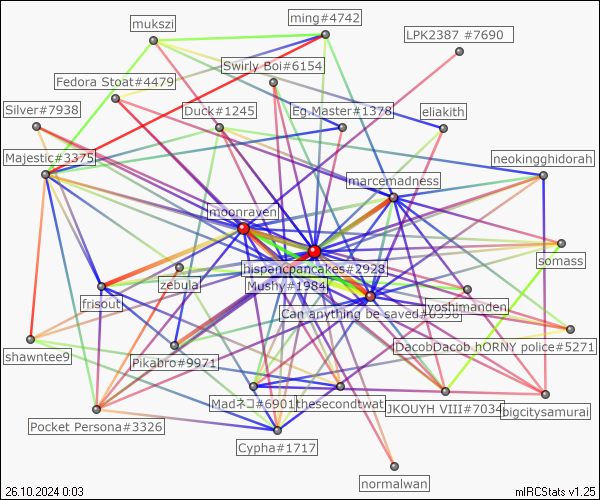 ming#4742
mukszi
LPK2387 #7690
Swirly Boi#6154
Fedora Stoat#4479
Silver#7938
Duck#1245
Eg.Master#1378
eliakith
Majestic#3375
neokingghidorah
marcemadness
moonraven
somass
hispancpancakes#2928
zebula
Mushy#1984
frisout
yoshimanden
Can anything be saved#0396
DacobDacob hORNY police#5271
shawntee9
Pikabro#9971
Madネコ#6901
thesecondtwat
JKOUYH VIII#7034
bigcitysamurai
Pocket Persona#3326
Cypha#1717
normalwan
26.10.2024 0:03
mIRCStats v1.25